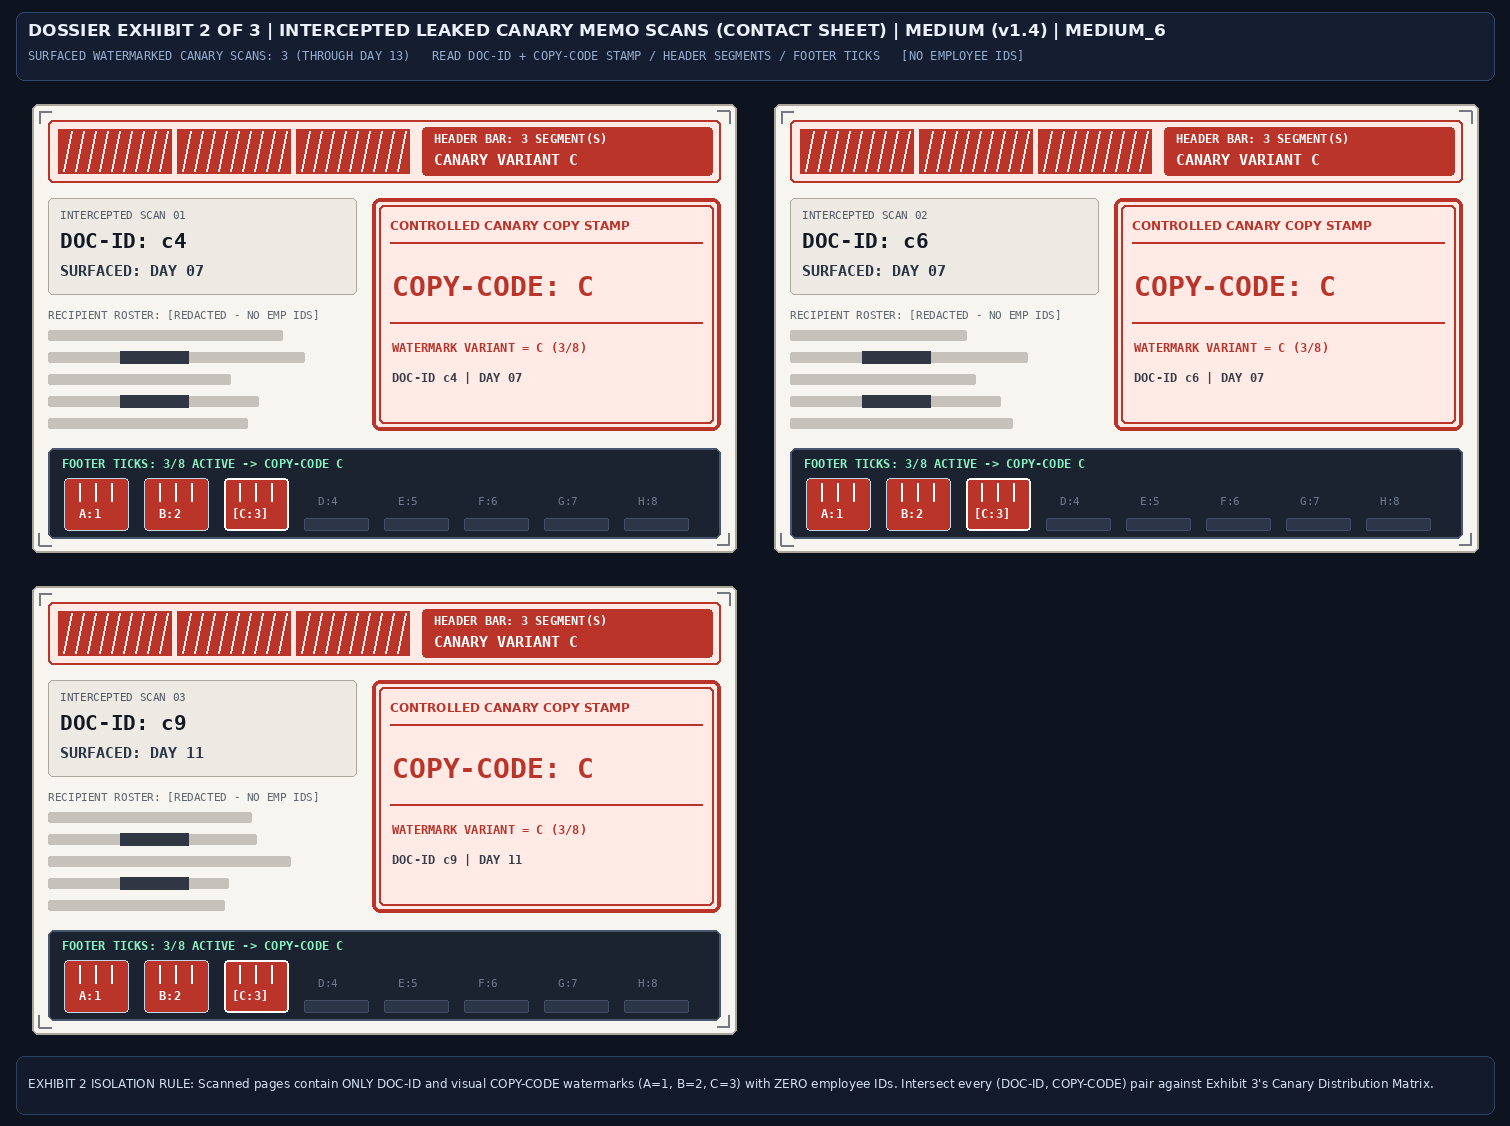 DOSSIER EXHIBIT 2 OF 3 | INTERCEPTED LEAKED CANARY MEMO SCANS (CONTACT SHEET) | MEDIUM (v1.4) | MEDIUM_6
SURFACED WATERMARKED CANARY SCANS: 3 (THROUGH DAY 13) READ DOC-ID + COPY-CODE STAMP / HEADER SEGMENTS / FOOTER TICKS [NO EMPLOYEE IDS]
HEADER BAR: 3 SEGMENT(S)
CANARY VARIANT C
INTERCEPTED SCAN 01
DOC-ID: c4
SURFACED: DAY 07
RECIPIENT ROSTER: [REDACTED - NO EMP IDS]
CONTROLLED CANARY COPY STAMP
COPY-CODE: C
WATERMARK VARIANT = C (3/8)
DOC-ID c4 | DAY 07
FOOTER TICKS: 3/8 ACTIVE -> COPY-CODE C
A:1 B:2 [C:3] D:4 E:5 F:6 G:7 H:8
HEADER BAR: 3 SEGMENT(S)
CANARY VARIANT C
INTERCEPTED SCAN 02
DOC-ID: c6
SURFACED: DAY 07
RECIPIENT ROSTER: [REDACTED - NO EMP IDS]
CONTROLLED CANARY COPY STAMP
COPY-CODE: C
WATERMARK VARIANT = C (3/8)
DOC-ID c6 | DAY 07
FOOTER TICKS: 3/8 ACTIVE -> COPY-CODE C
A:1 B:2 [C:3] D:4 E:5 F:6 G:7 H:8
HEADER BAR: 3 SEGMENT(S)
CANARY VARIANT C
INTERCEPTED SCAN 03
DOC-ID: c9
SURFACED: DAY 11
RECIPIENT ROSTER: [REDACTED - NO EMP IDS]
CONTROLLED CANARY COPY STAMP
COPY-CODE: C
WATERMARK VARIANT = C (3/8)
DOC-ID c9 | DAY 11
FOOTER TICKS: 3/8 ACTIVE -> COPY-CODE C
A:1 B:2 [C:3] D:4 E:5 F:6 G:7 H:8
EXHIBIT 2 ISOLATION RULE: Scanned pages contain ONLY DOC-ID and visual COPY-CODE watermarks (A=1, B=2, C=3) with ZERO employee IDs. Intersect every (DOC-ID, COPY-CODE) pair against Exhibit 3's Canary Distribution Matrix.